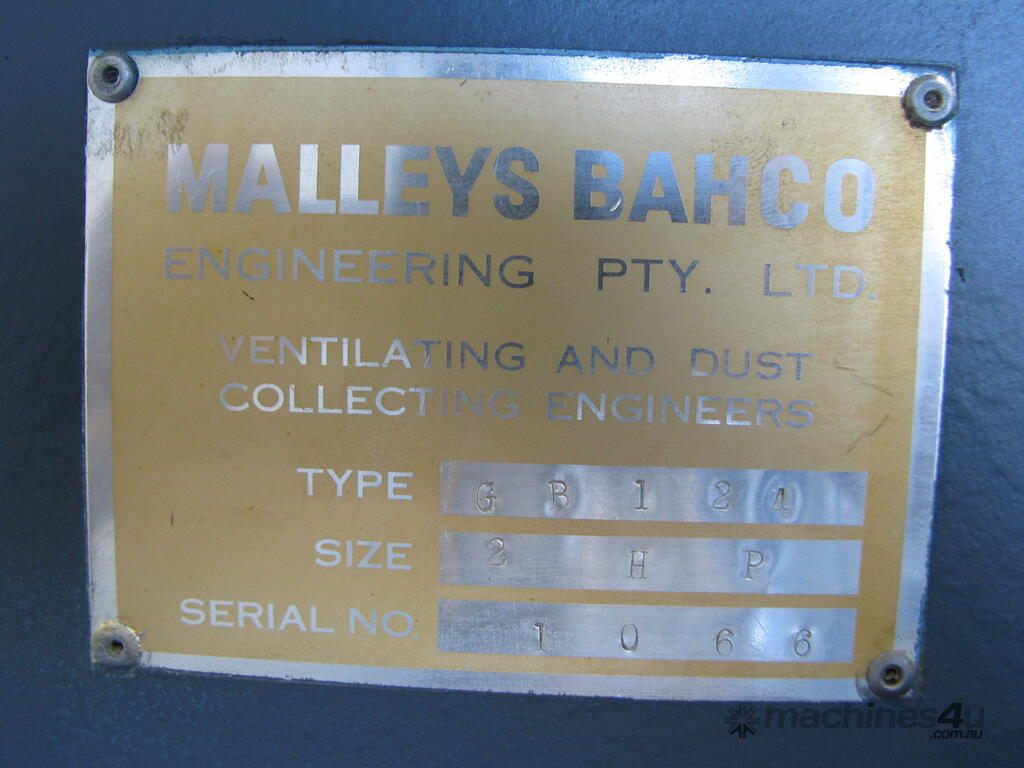 MALLEYS BAHCO
ENGINEERING PTY. LTD.
VENTILATING AND DUST
COLLECTING ENGINEERS
TYPE GB124
SIZE 2 HP
SERIAL NO. 1066
machines4u
.com.au